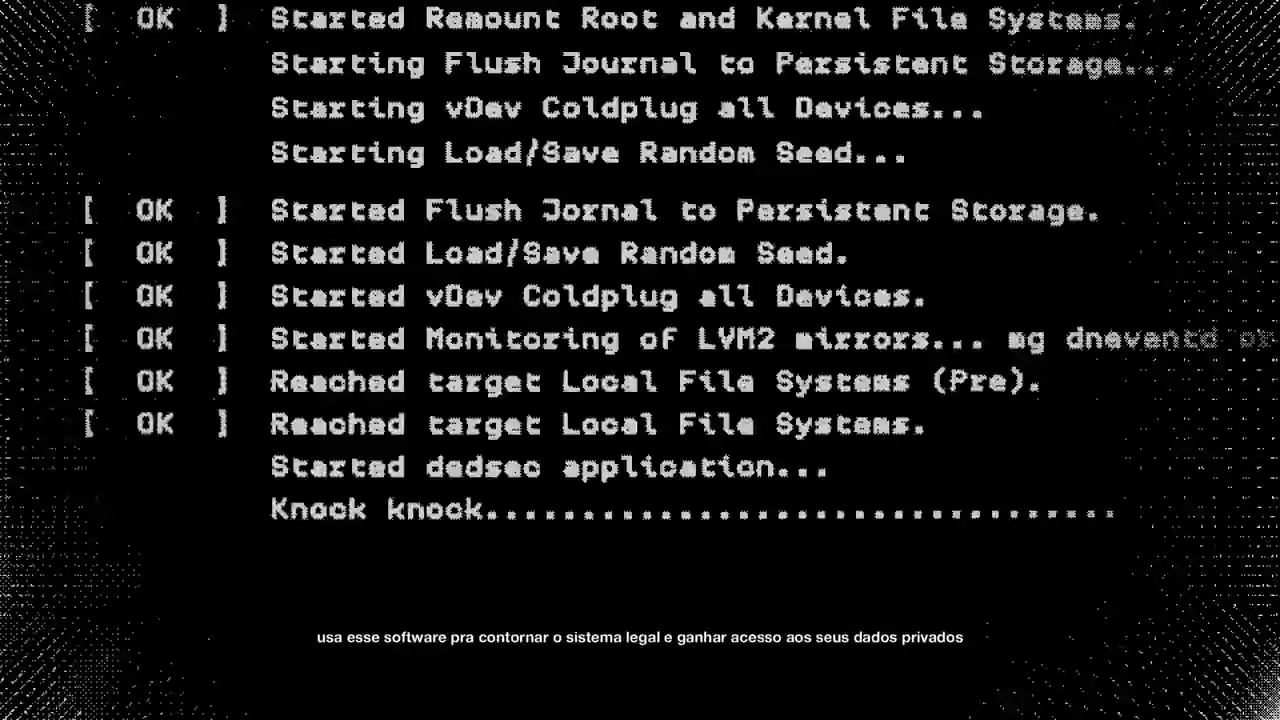 [ OK ] Started Remount Root and Kernel File Systems.
Starting Flush Journal to Persistent Storage...
Starting vDev Coldplug all Devices...
Starting Load/Save Random Seed...
[ OK ] Started Flush Jornal to Persistent Storage.
[ OK ] Started Load/Save Random Seed.
[ OK ] Started vDev Coldplug all Devices.
[ OK ] Started Monitoring of LVM2 mirrors... mg dneventd or
[ OK ] Reached target Local File Systems (Pre).
[ OK ] Reached target Local File Systems.
Started dedsec application...
Knock knock.................................
usa esse software pra contornar o sistema legal e ganhar acesso aos seus dados privados